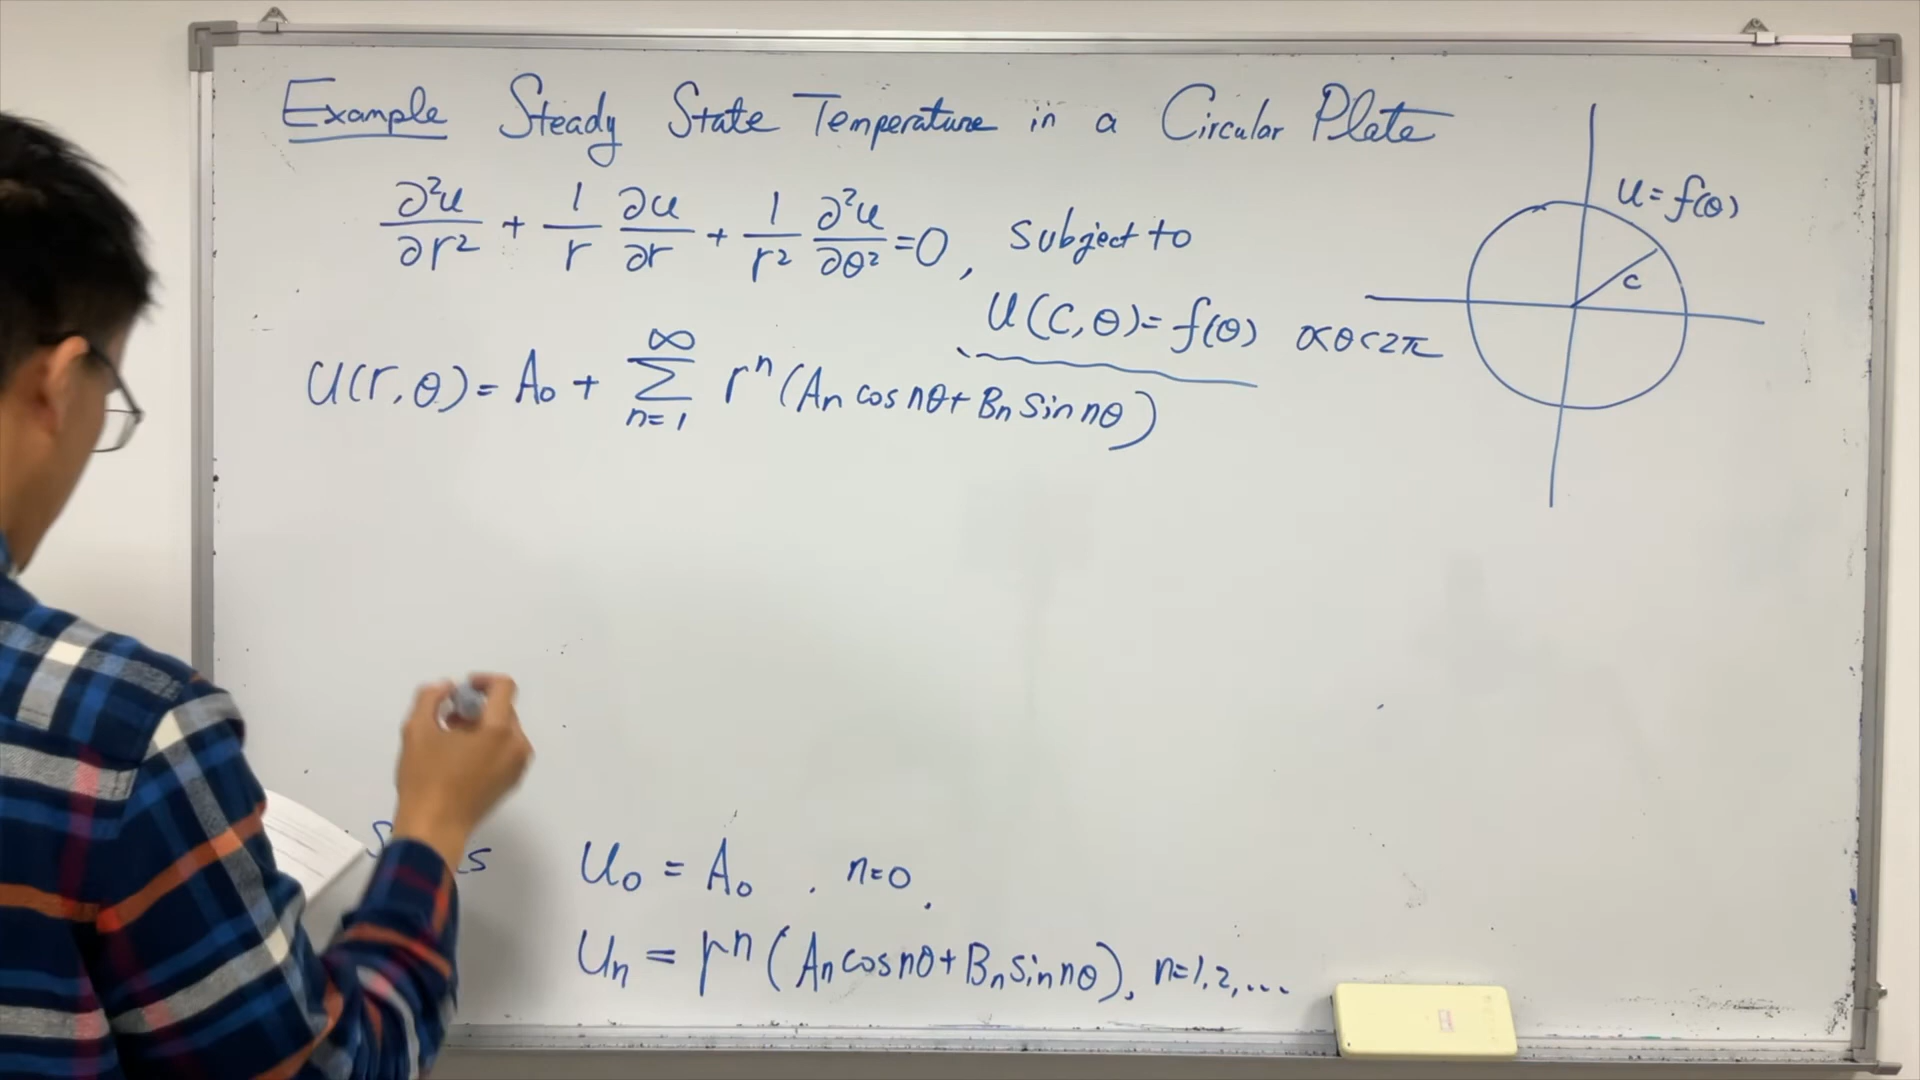 Example Steady State Temperature in a Circular Plate
∂²u/∂r² + 1/r ∂u/∂r + 1/r² ∂²u/∂θ² = 0, subject to
u(c, θ) = f(θ) 0<θ<2π
u(r, θ) = A₀ + ∑_{n=1}^{∞} rⁿ (Aₙ cos nθ + Bₙ sin nθ)
u = f(θ)
c
u₀ = A₀ , n=0.
uₙ = rⁿ (Aₙ cos nθ + Bₙ sin nθ), n=1,2,...